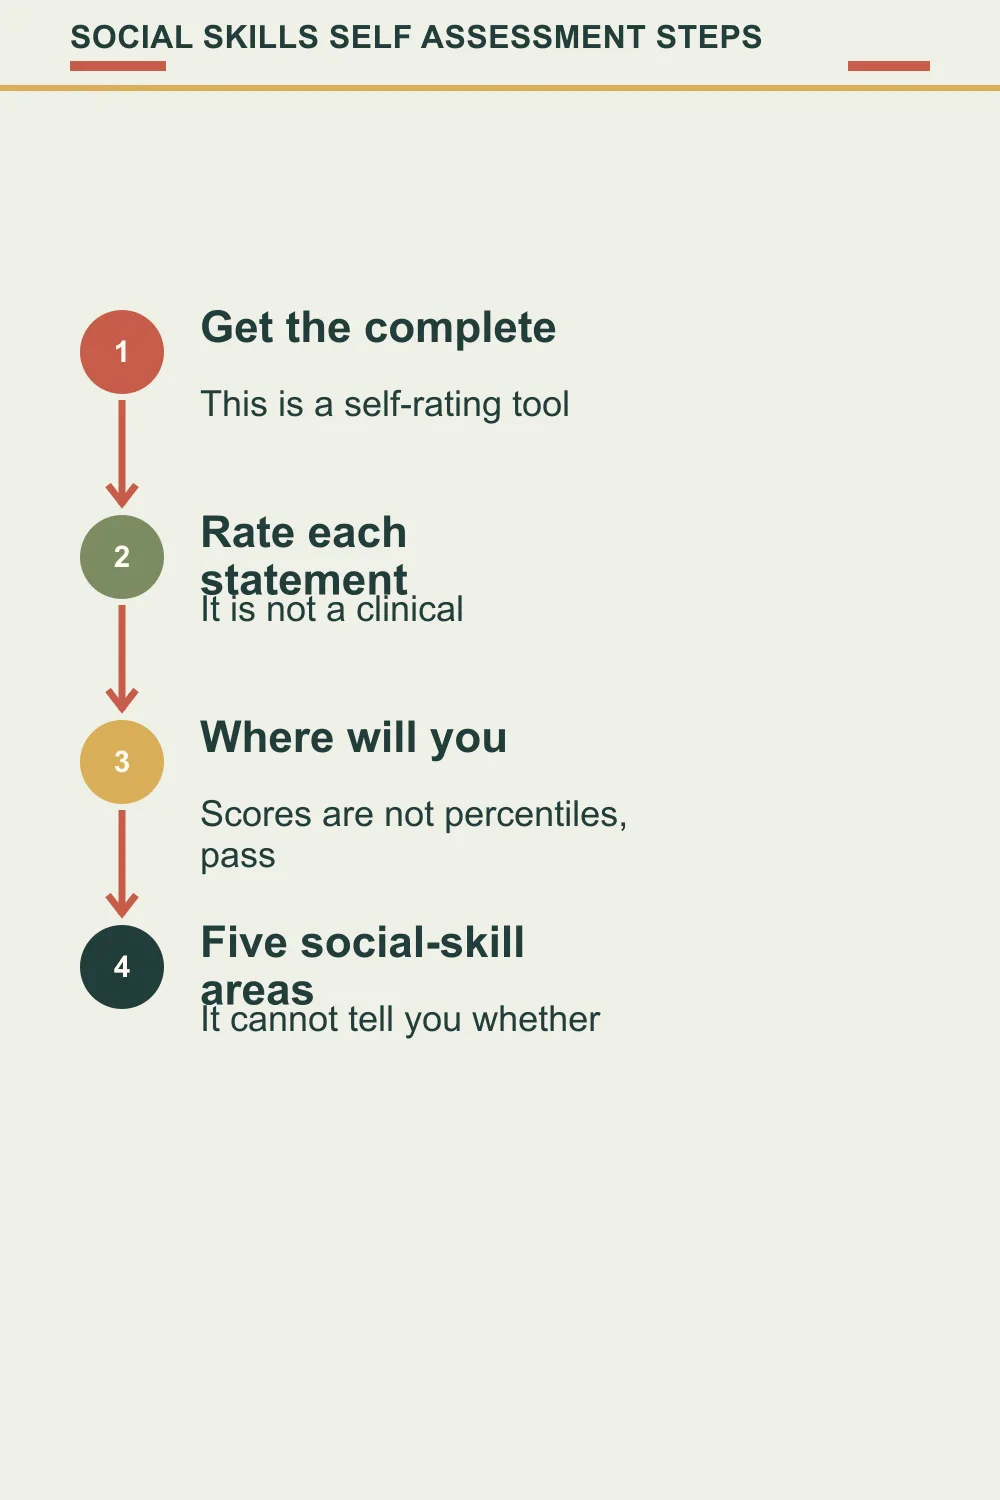 SOCIAL SKILLS SELF ASSESSMENT STEPS
1
Get the complete
This is a self-rating tool
2
Rate each
statement
It is not a clinical
3
Where will you
Scores are not percentiles,
pass
4
Five social-skill
areas
It cannot tell you whether